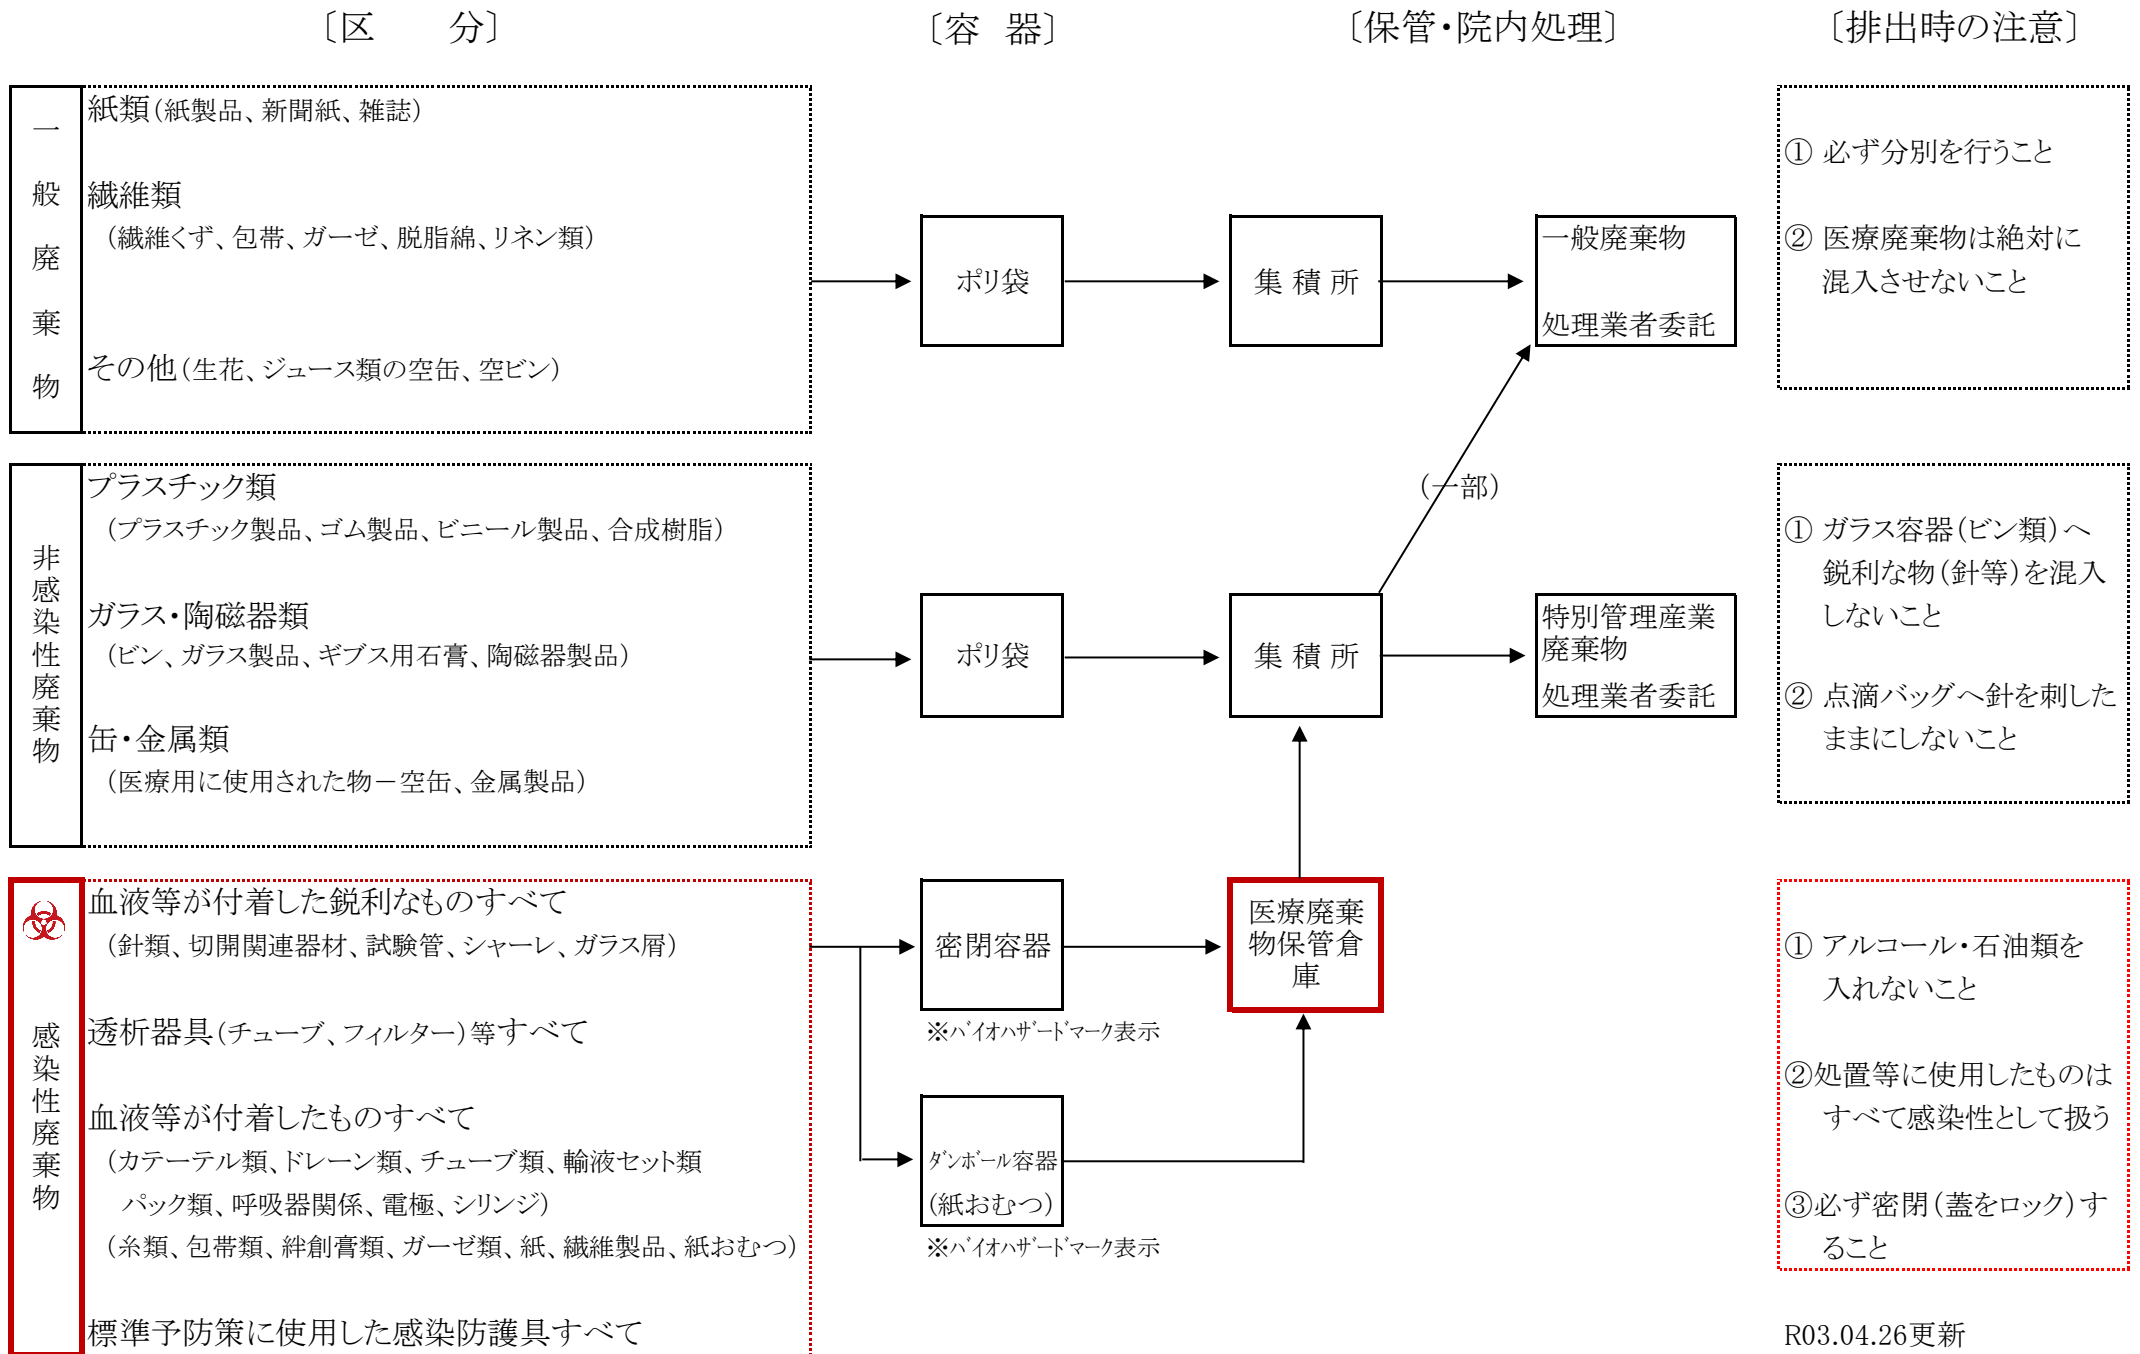 〔区　　分〕
〔容　器〕
〔保管・院内処理〕
〔排出時の注意〕
一般廃棄物
紙類（紙製品、新聞紙、雑誌）
繊維類
（繊維くず、包帯、ガーゼ、脱脂綿、リネン類）
その他（生花、ジュース類の空缶、空ビン）
ポリ袋
集 積 所
一般廃棄物
処理業者委託
① 必ず分別を行うこと
② 医療廃棄物は絶対に
混入させないこと
非感染性廃棄物
プラスチック類
（プラスチック製品、ゴム製品、ビニール製品、合成樹脂）
ガラス・陶磁器類
（ビン、ガラス製品、ギブス用石膏、陶磁器製品）
缶・金属類
（医療用に使用された物－空缶、金属製品）
ポリ袋
集 積 所
（一部）
特別管理産業
廃棄物
処理業者委託
① ガラス容器（ビン類）へ
鋭利な物（針等）を混入
しないこと
② 点滴バッグへ針を刺した
ままにしないこと
感染性廃棄物
血液等が付着した鋭利なものすべて
（針類、切開関連器材、試験管、シャーレ、ガラス屑）
透析器具（チューブ、フィルター）等すべて
血液等が付着したものすべて
（カテーテル類、ドレーン類、チューブ類、輸液セット類
パック類、呼吸器関係、電極、シリンジ）
（糸類、包帯類、絆創膏類、ガーゼ類、紙、繊維製品、紙おむつ）
標準予防策に使用した感染防護具すべて
密閉容器
※ﾊﾞｲｵﾊｻﾞｰﾄﾞﾏｰｸ表示
ﾀﾞﾝﾎﾞｰﾙ容器
（紙おむつ）
※ﾊﾞｲｵﾊｻﾞｰﾄﾞﾏｰｸ表示
医療廃棄
物保管倉
庫
① アルコール・石油類を
入れないこと
②処置等に使用したものは
すべて感染性として扱う
③必ず密閉（蓋をロック）す
ること
R03.04.26更新